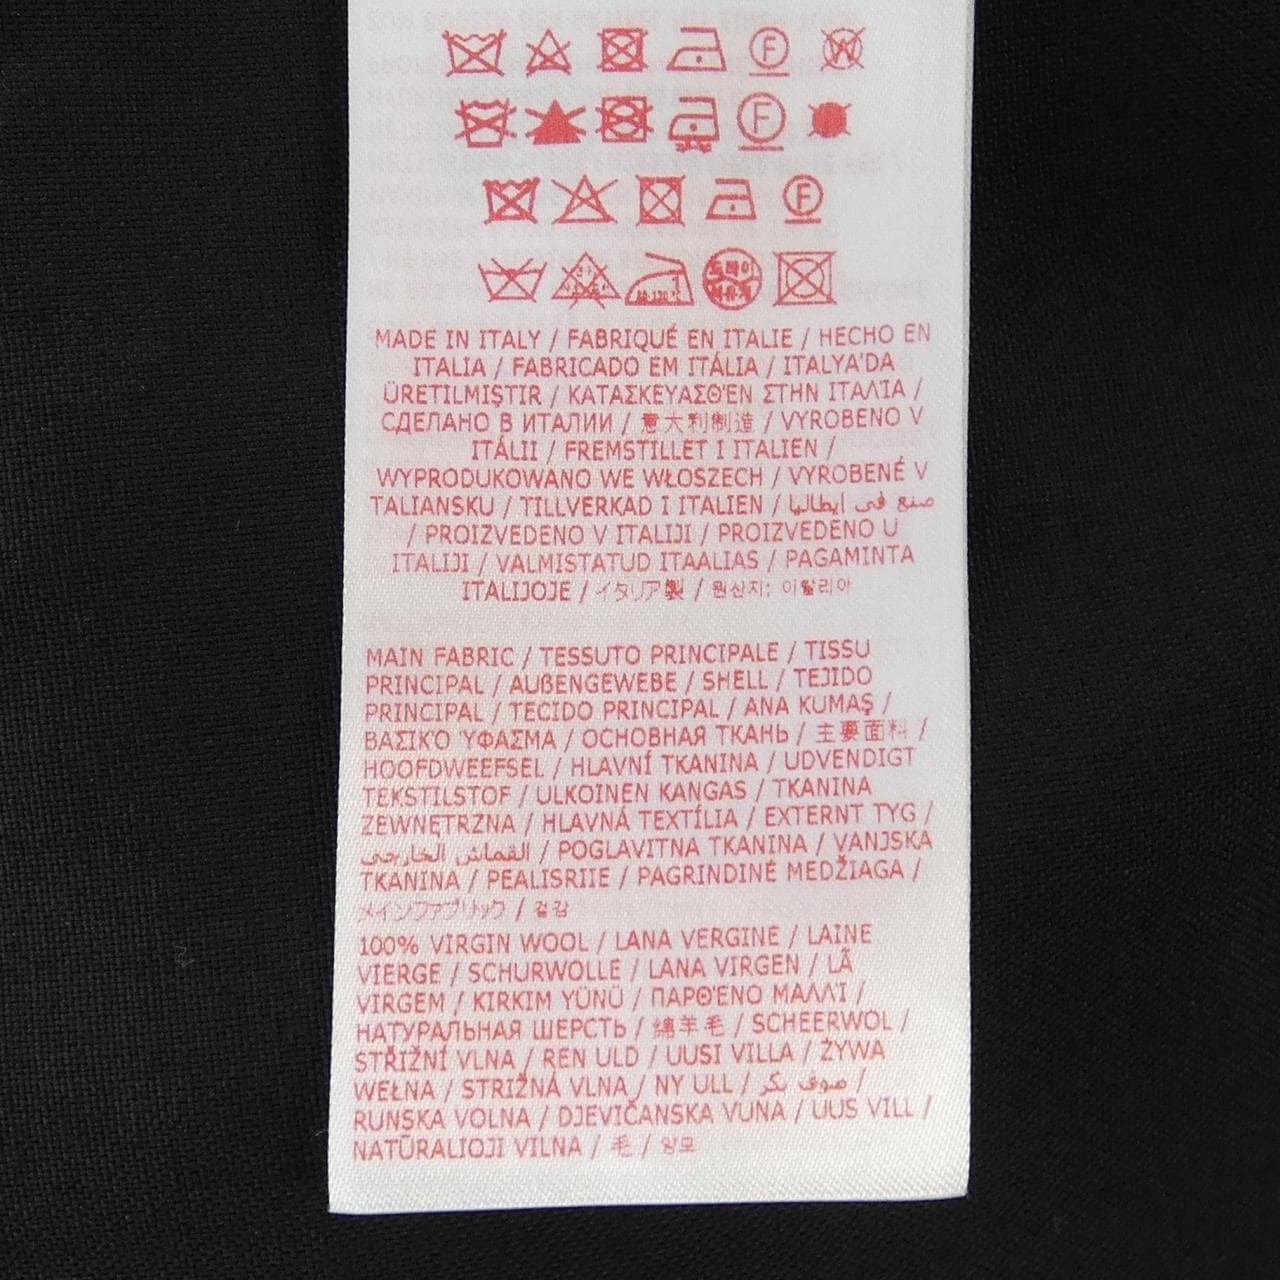 MADE IN ITALY / FABRIQUÉ EN ITALIE / HECHO EN
ITALIA / FABRICADO EM ITÁLIA / ITALYA'DA
ÜRETILMIŞTIR / ΚΑΤΑΣΚΕΥΑΣΘΈΝ ΣΤΗΝ ΙΤΑΛΊΑ /
СДЕЛАНО В ИТАЛИИ / 意大利制造 / VYROBENO V
ITÁLII / FREMSTILLET I ITALIEN /
WYPRODUKOWANO WE WŁOSZECH / VYROBENÉ V
TALIANSKU / TILLVERKAD I ITALIEN / صنع في ايطاليا
/ PROIZVEDENO V ITALIJI / PROIZVEDENO U
ITALIJI / VALMISTATUD ITAALIAS / PAGAMINTA
ITALIJOJE / イタリア製 / 원산지: 이탈리아
MAIN FABRIC / TESSUTO PRINCIPALE / TISSU
PRINCIPAL / AUßENGEWEBE / SHELL / TEJIDO
PRINCIPAL / TECIDO PRINCIPAL / ANA KUMAŞ /
ΒΑΣΙΚΌ ΎΦΑΣΜΑ / ОСНОВНАЯ ТКАНЬ / 主要面料 /
HOOFDWEEFSEL / HLAVNÍ TKANINA / UDVENDIGT
TEKSTILSTOF / ULKOINEN KANGAS / TKANINA
ZEWNĘTRZNA / HLAVNÁ TEXTÍLIA / EXTERNT TYG /
القماش الخارجي / POGLAVITNA TKANINA / VANJSKA
TKANINA / PEALISRIIE / PAGRINDINĖ MEDŽIAGA /
メインファブリック / 겉감
100% VIRGIN WOOL / LANA VERGINE / LAINE
VIERGE / SCHURWOLLE / LANA VIRGEN / LÃ
VIRGEM / KIRKIM YÜNÜ / ΠΑΡΘΈΝΟ ΜΑΛΛΊ /
НАТУРАЛЬНАЯ ШЕРСТЬ / 绵羊毛 / SCHEERWOL /
STŘIŽNÍ VLNA / REN ULD / UUSI VILLA / ŻYWA
WEŁNA / STRIŽNÁ VLNA / NY ULL / صوف بكر /
RUNSKA VOLNA / DJEVIČANSKA VUNA / UUS VILL /
NATŪRALIOJI VILNA / 毛 / 양모